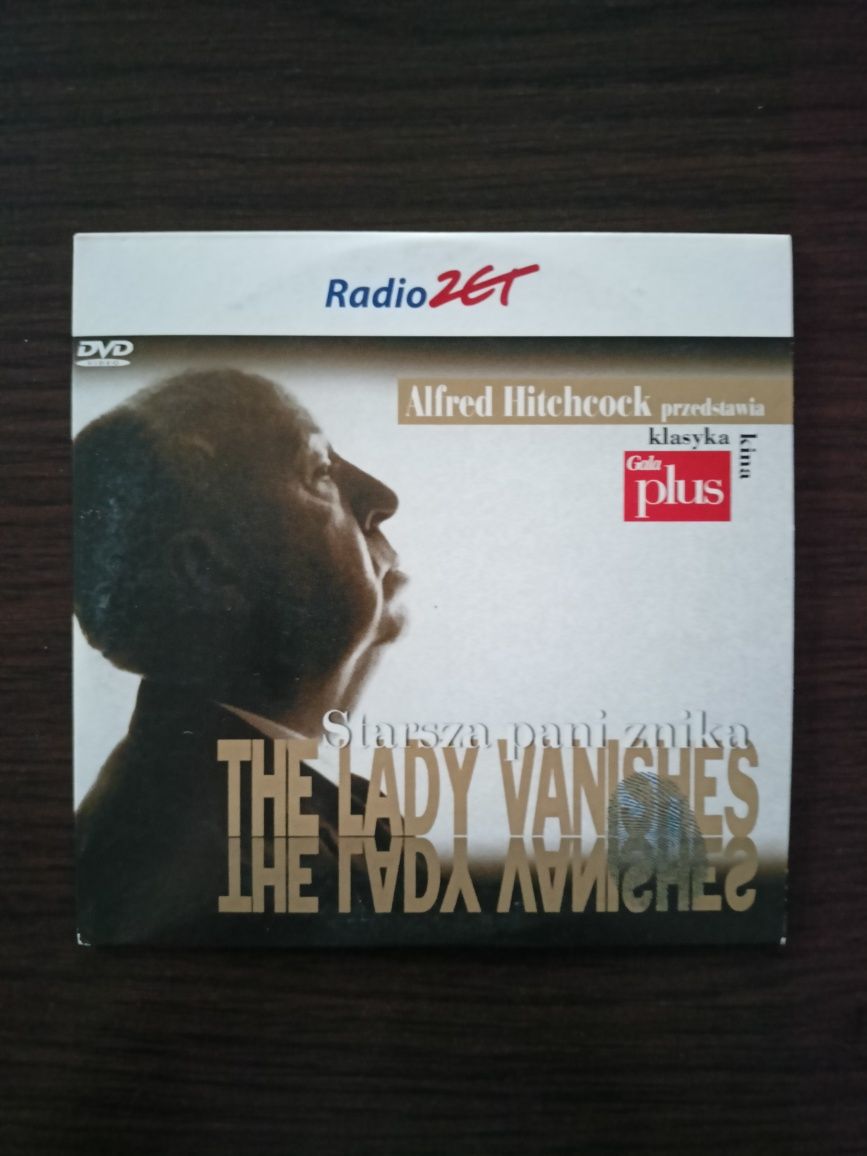 Radio ZET
DVD
VIDEO
Alfred Hitchcock przedstawia
klasyka
kina
Gala
plus
Starsza pani znika
THE LADY VANISHES
THE LADY VANISHES